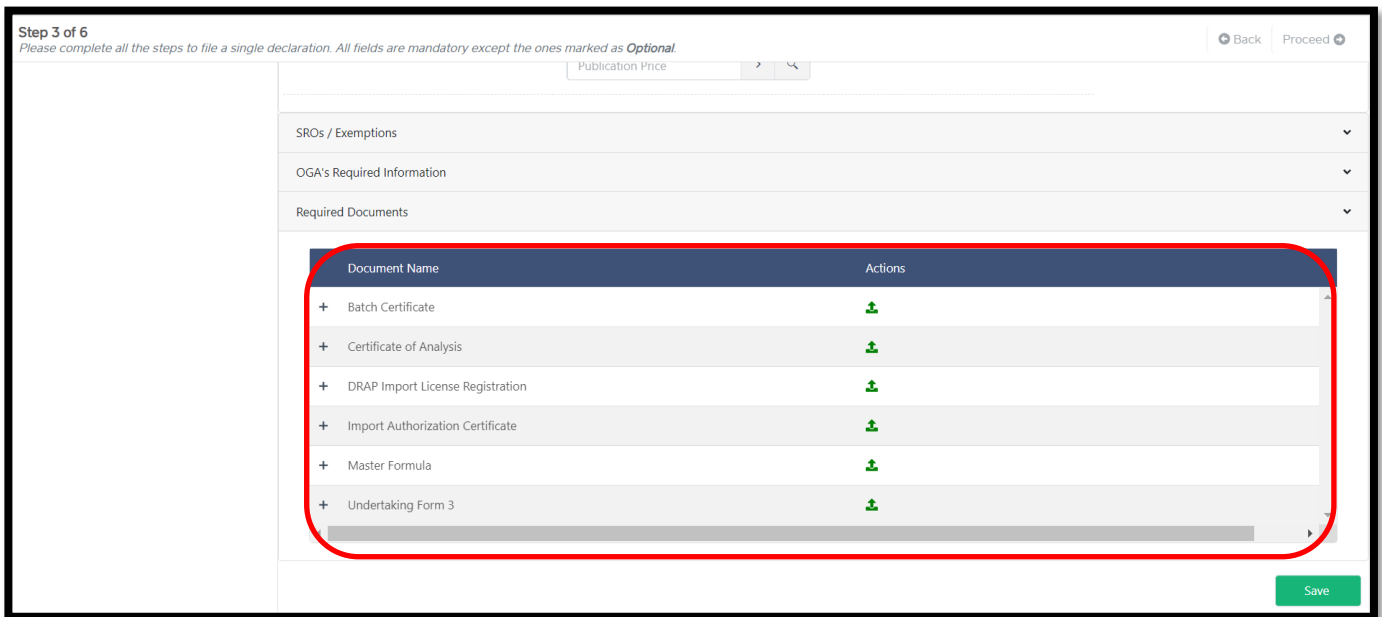 Step 3 of 6
Please complete all the steps to file a single declaration. All fields are mandatory except the ones marked as Optional.
Back Proceed
Publication Price
SROs / Exemptions
OGA's Required Information
Required Documents
Document Name Actions
Batch Certificate
Certificate of Analysis
DRAP Import License Registration
Import Authorization Certificate
Master Formula
Undertaking Form 3
Save